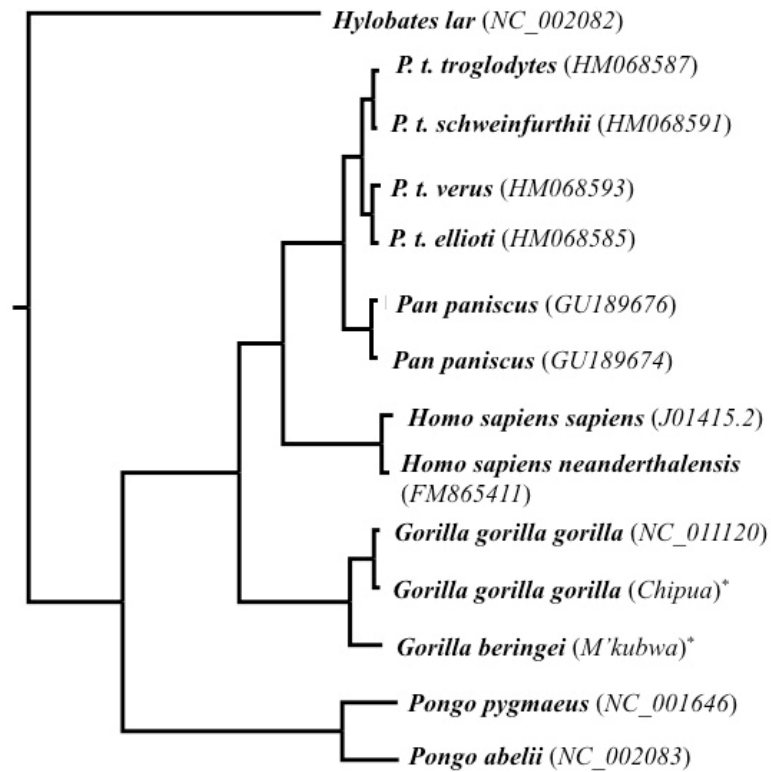 Hylobates lar (NC_002082)
P. t. troglodytes (HM068587)
P. t. schweinfurthii (HM068591)
P. t. verus (HM068593)
P. t. ellioti (HM068585)
Pan paniscus (GU189676)
Pan paniscus (GU189674)
Homo sapiens sapiens (J01415.2)
Homo sapiens neanderthalensis
(FM865411)
Gorilla gorilla gorilla (NC_011120)
Gorilla gorilla gorilla (Chipua)*
Gorilla beringei (M’kubwa)*
Pongo pygmaeus (NC_001646)
Pongo abelii (NC_002083)